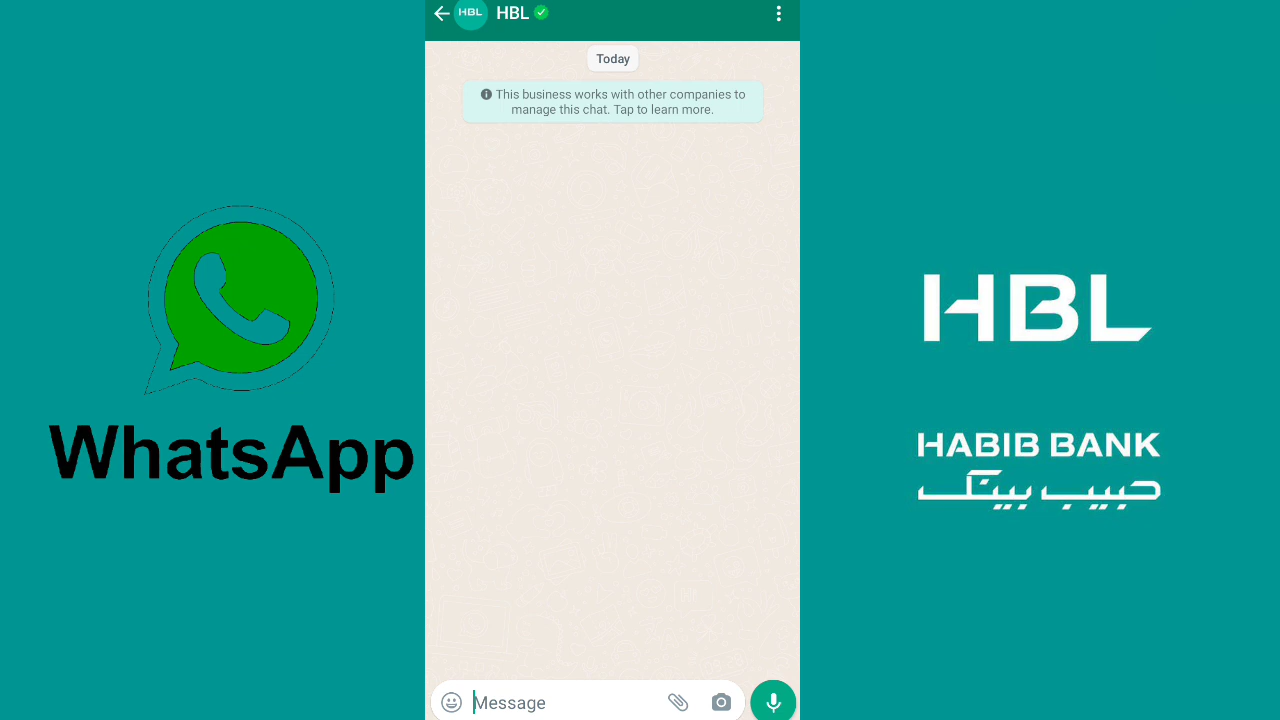 HBL
HBL
Today
This business works with other companies to
manage this chat. Tap to learn more.
WhatsApp
HBL
HABIB BANK
حبیب بینک
Message